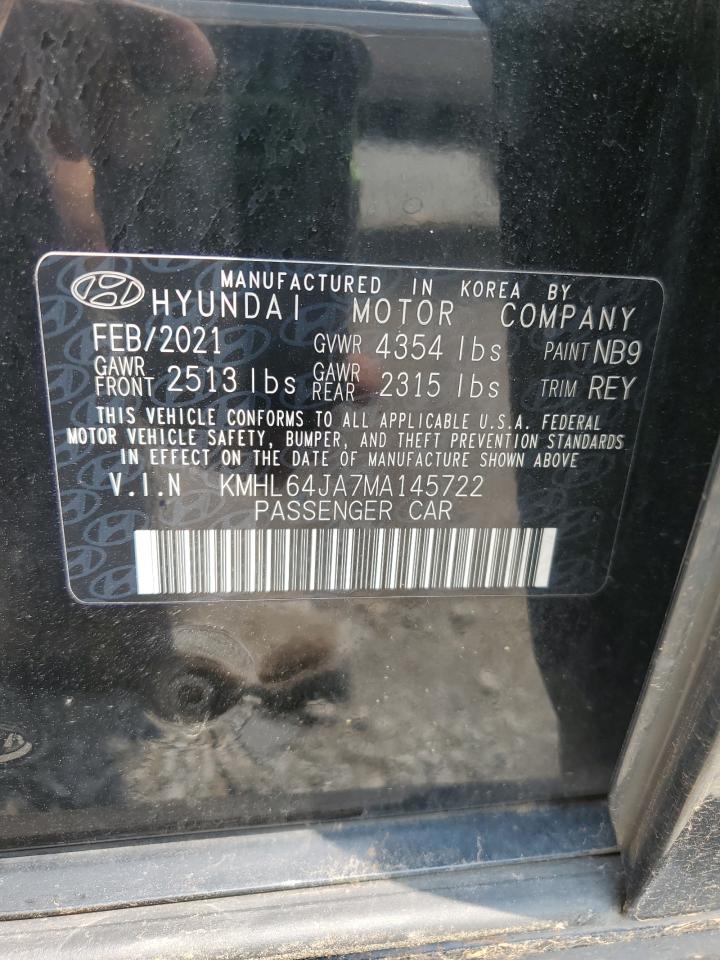 MANUFACTURED IN KOREA BY
HYUNDAI MOTOR COMPANY
FEB/2021 GVWR 4354 lbs PAINT NB9
GAWR FRONT 2513 lbs GAWR REAR 2315 lbs TRIM REY
THIS VEHICLE CONFORMS TO ALL APPLICABLE U.S.A. FEDERAL
MOTOR VEHICLE SAFETY, BUMPER, AND THEFT PREVENTION STANDARDS
IN EFFECT ON THE DATE OF MANUFACTURE SHOWN ABOVE
V.I.N KMHL64JA7MA145722
PASSENGER CAR